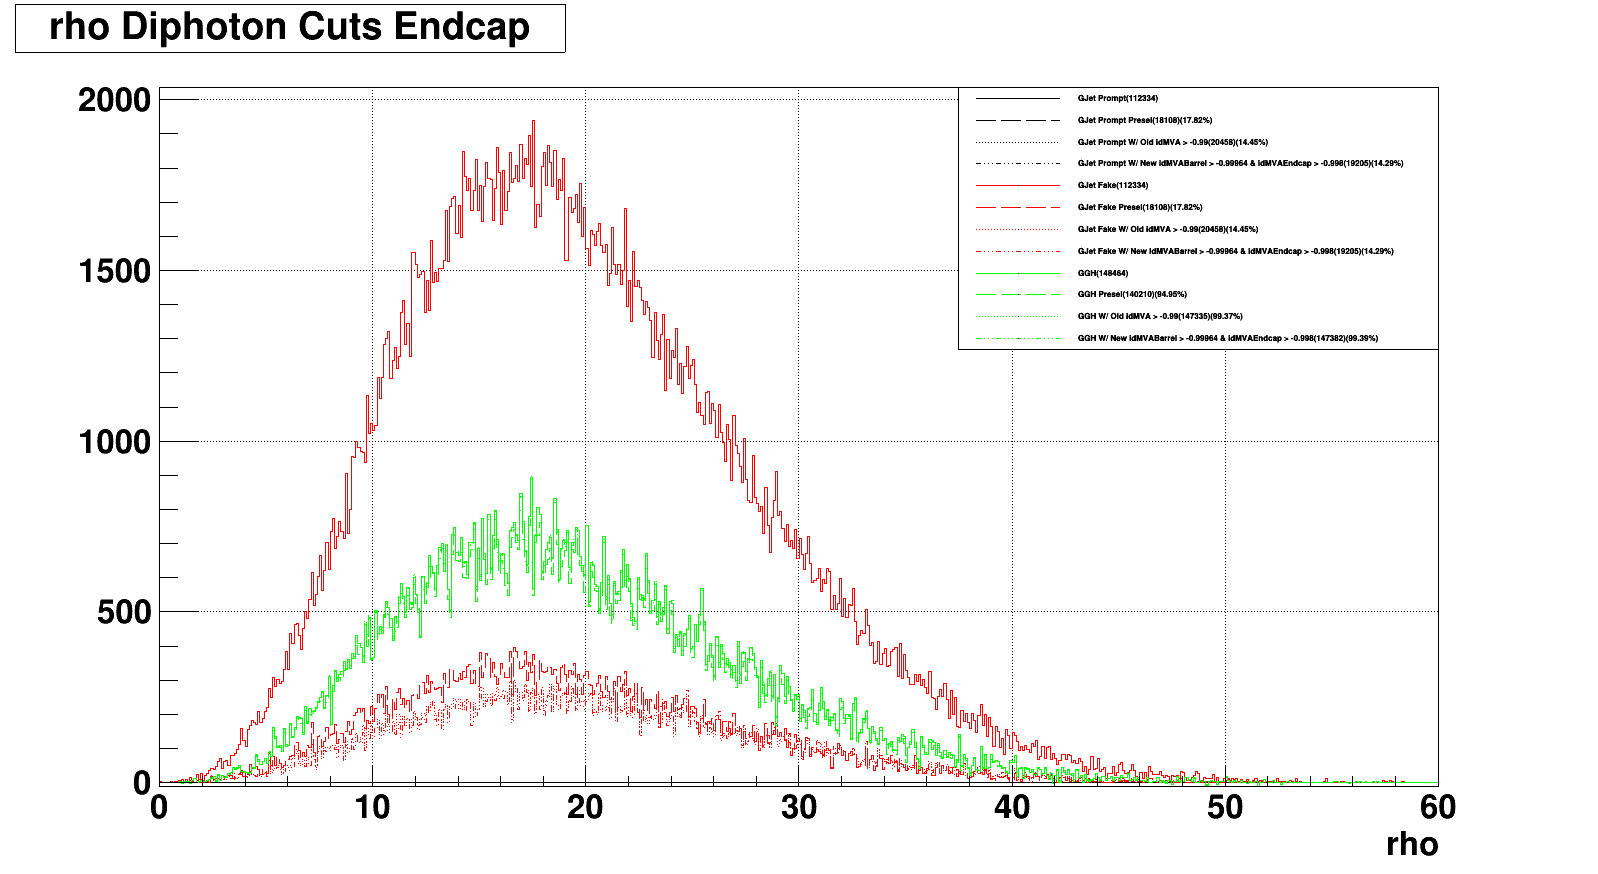 rho Diphoton Cuts Endcap
2000
1500
1000
500
0
GJet Prompt(112334)
GJet Prompt Presel(18108)(17.82%)
GJet Prompt W/ Old idMVA > -0.99(20458)(14.45%)
GJet Prompt W/ New idMVABarrel > -0.99964 & idMVAEndcap > -0.998(19205)(14.29%)
GJet Fake(112334)
GJet Fake Presel(18108)(17.82%)
GJet Fake W/ Old idMVA > -0.99(20458)(14.45%)
GJet Fake W/ New idMVABarrel > -0.99964 & idMVAEndcap > -0.998(19205)(14.29%)
GGH(148464)
GGH Presel(140210)(94.95%)
GGH W/ Old idMVA > -0.99(147335)(99.37%)
GGH W/ New idMVABarrel > -0.99964 & idMVAEndcap > -0.998(147382)(99.39%)
0 10 20 30 40 50 60
rho